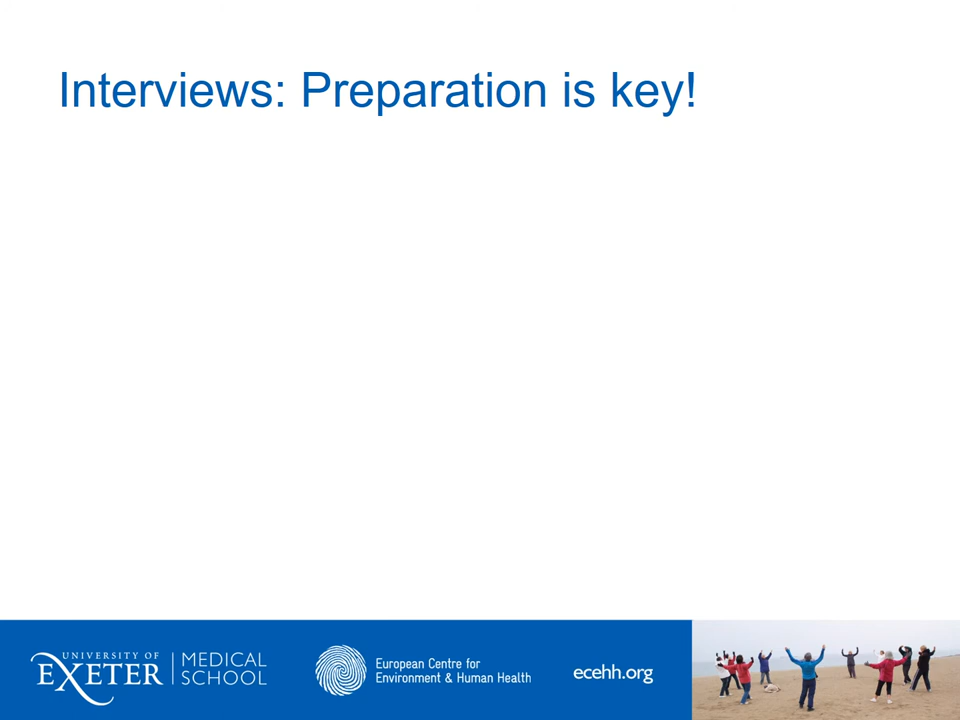 Interviews: Preparation is key!
UNIVERSITY OF
EXETER
MEDICAL
SCHOOL
European Centre for
Environment & Human Health
ecehh.org